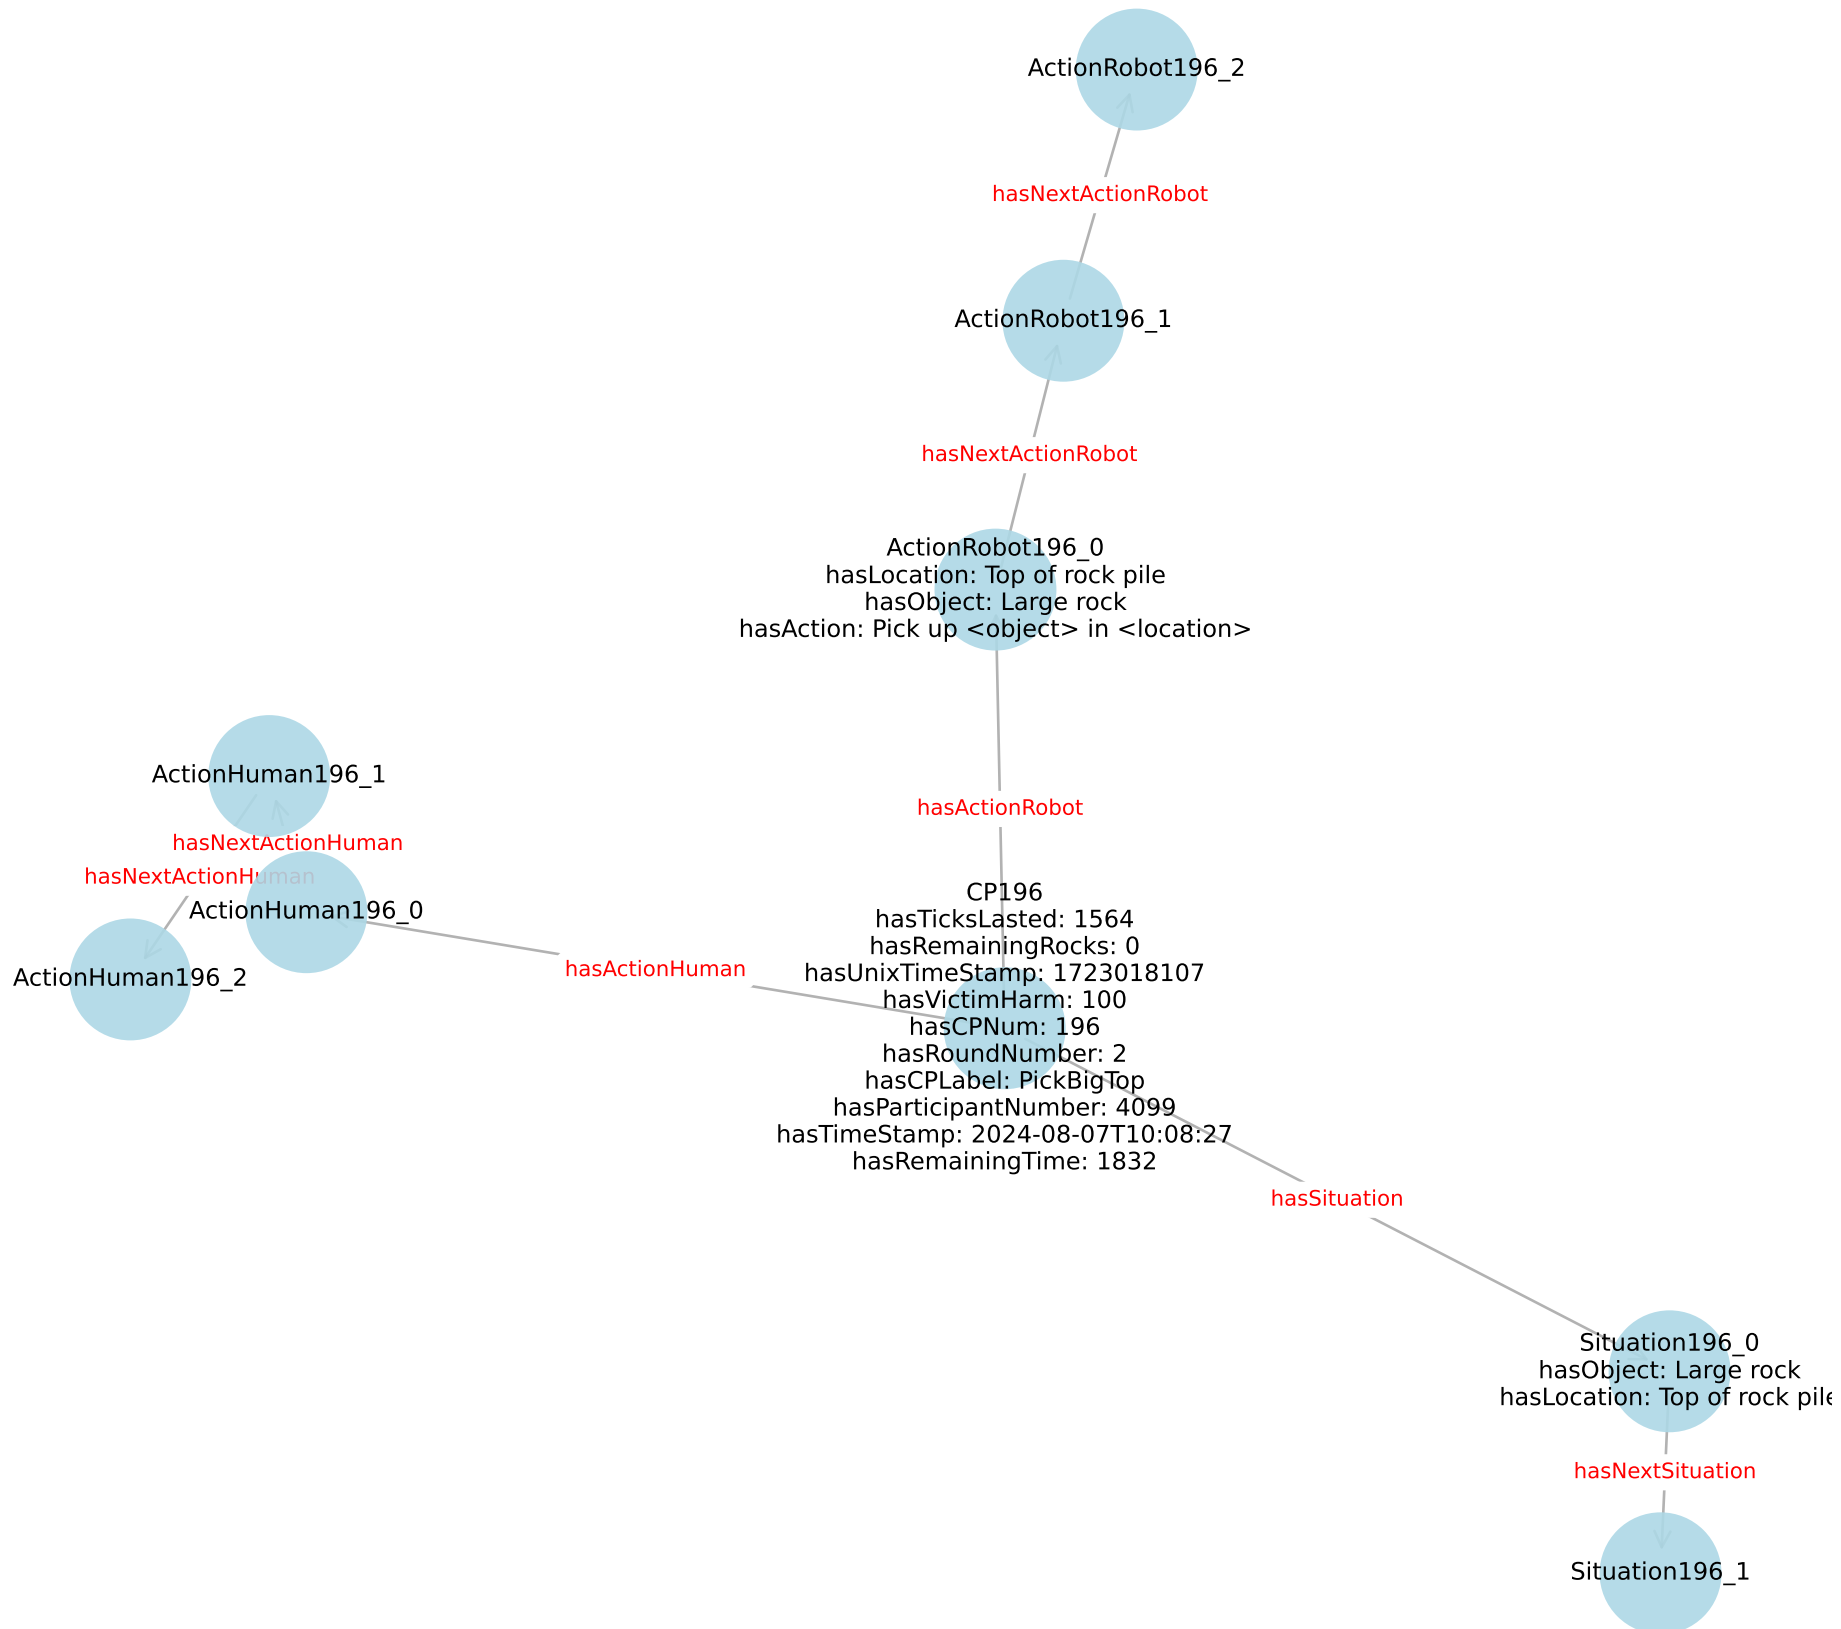 ActionRobot196_2
hasNextActionRobot
ActionRobot196_1
hasNextActionRobot
ActionRobot196_0
hasLocation: Top of rock pile
hasObject: Large rock
hasAction: Pick up <object> in <location>
ActionHuman196_1
hasActionRobot
hasNextActionHuman
hasNextActionHuman
ActionHuman196_0
hasActionHuman
ActionHuman196_2
CP196
hasTicksLasted: 1564
hasRemainingRocks: 0
hasUnixTimeStamp: 1723018107
hasVictimHarm: 100
hasCPNum: 196
hasRoundNumber: 2
hasCPLabel: PickBigTop
hasParticipantNumber: 4099
hasTimeStamp: 2024-08-07T10:08:27
hasRemainingTime: 1832
hasSituation
Situation196_0
hasObject: Large rock
hasLocation: Top of rock pile
hasNextSituation
Situation196_1